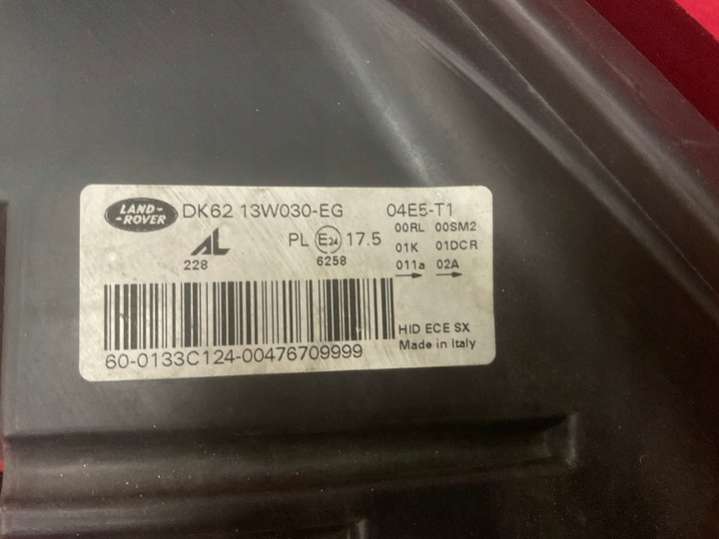 LAND-
ROVER
DK62 13W030-EG 04E5-T1
AL
228
PL E24 17.5
6258
00RL 00SM2
01K 01DCR
011a 02A
HID ECE SX
Made in Italy
60-0133C124-00476709999